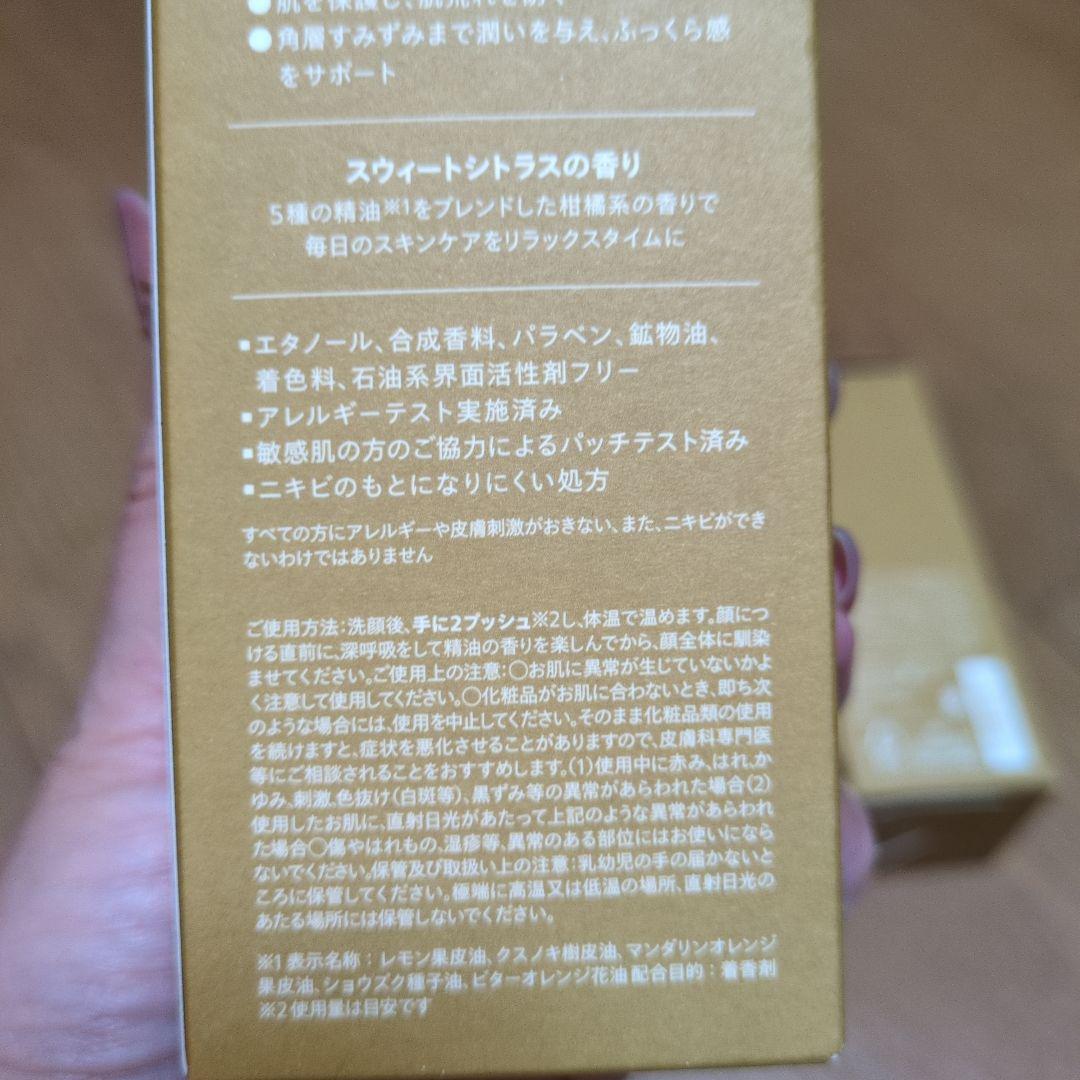 ●肌を保護し、肌荒れを防ぐ
●角層すみずみまで潤いを与え、ふっくら感
をサポート
スウィートシトラスの香り
5種の精油※1をブレンドした柑橘系の香りで
毎日のスキンケアをリラックスタイムに
▪エタノール、合成香料、パラベン、鉱物油、
着色料、石油系界面活性剤フリー
▪アレルギーテスト実施済み
▪敏感肌の方のご協力によるパッチテスト済み
▪ニキビのもとになりにくい処方
すべての方にアレルギーや皮膚刺激がおきない、また、ニキビができ
ないわけではありません
ご使用方法:洗顔後、手に2プッシュ※2し、体温で温めます。顔につ
ける直前に、深呼吸をして精油の香りを楽しんでから、顔全体に馴染
ませてください。ご使用上の注意:〇お肌に異常が生じていないかよ
く注意して使用してください。〇化粧品がお肌に合わないとき、即ち次
のような場合には、使用を中止してください。そのまま化粧品類の使用
を続けますと、症状を悪化させることがありますので、皮膚科専門医
等にご相談されることをおすすめします。(1)使用中に赤み、はれ、か
ゆみ、刺激、色抜け(白斑等)、黒ずみ等の異常があらわれた場合(2)
使用したお肌に、直射日光があたって上記のような異常があらわれ
た場合〇傷やはれもの、湿疹等、異常のある部位にはお使いになら
ないでください。保管及び取扱い上の注意:乳幼児の手の届かないと
ころに保管してください。極端に高温又は低温の場所、直射日光の
あたる場所には保管しないでください。
※1 表示名称:レモン果皮油、クスノキ樹皮油、マンダリンオレンジ
果皮油、ショウズク種子油、ビターオレンジ花油 配合目的:着香剤
※2 使用量は目安です